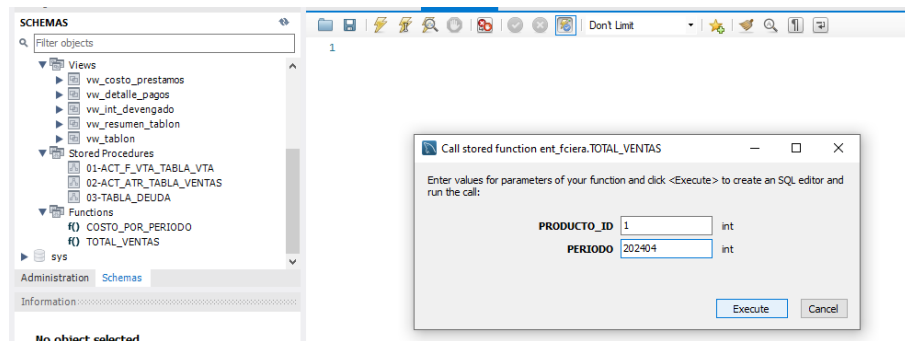 SCHEMAS
Filter objects
Views
vw_costo_prestamos
vw_detalle_pagos
vw_int_devengado
vw_resumen_tablon
vw_tablon
Stored Procedures
01-ACT_F_VTA_TABLA_VTA
02-ACT_ATR_TABLA_VENTAS
03-TABLA_DEUDA
Functions
f() COSTO_POR_PERIODO
f() TOTAL_VENTAS
sys
Administration Schemas
Information
No object selected
Don't Limit
1
Call stored function ent_fciera.TOTAL_VENTAS
Enter values for parameters of your function and click <Execute> to create an SQL editor and
run the call:
PRODUCTO_ID 1 int
PERIODO 202404 int
Execute Cancel